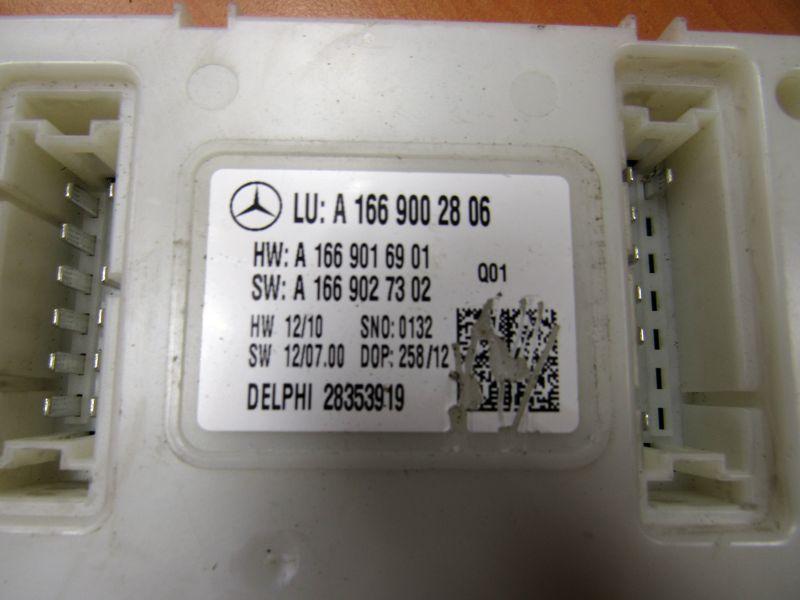 LU: A 166 900 28 06
HW: A 166 901 69 01
SW: A 166 902 73 02
Q01
HW 12/10 SNO: 0132
SW 12/07.00 DOP: 258/12
DELPHI 28353919